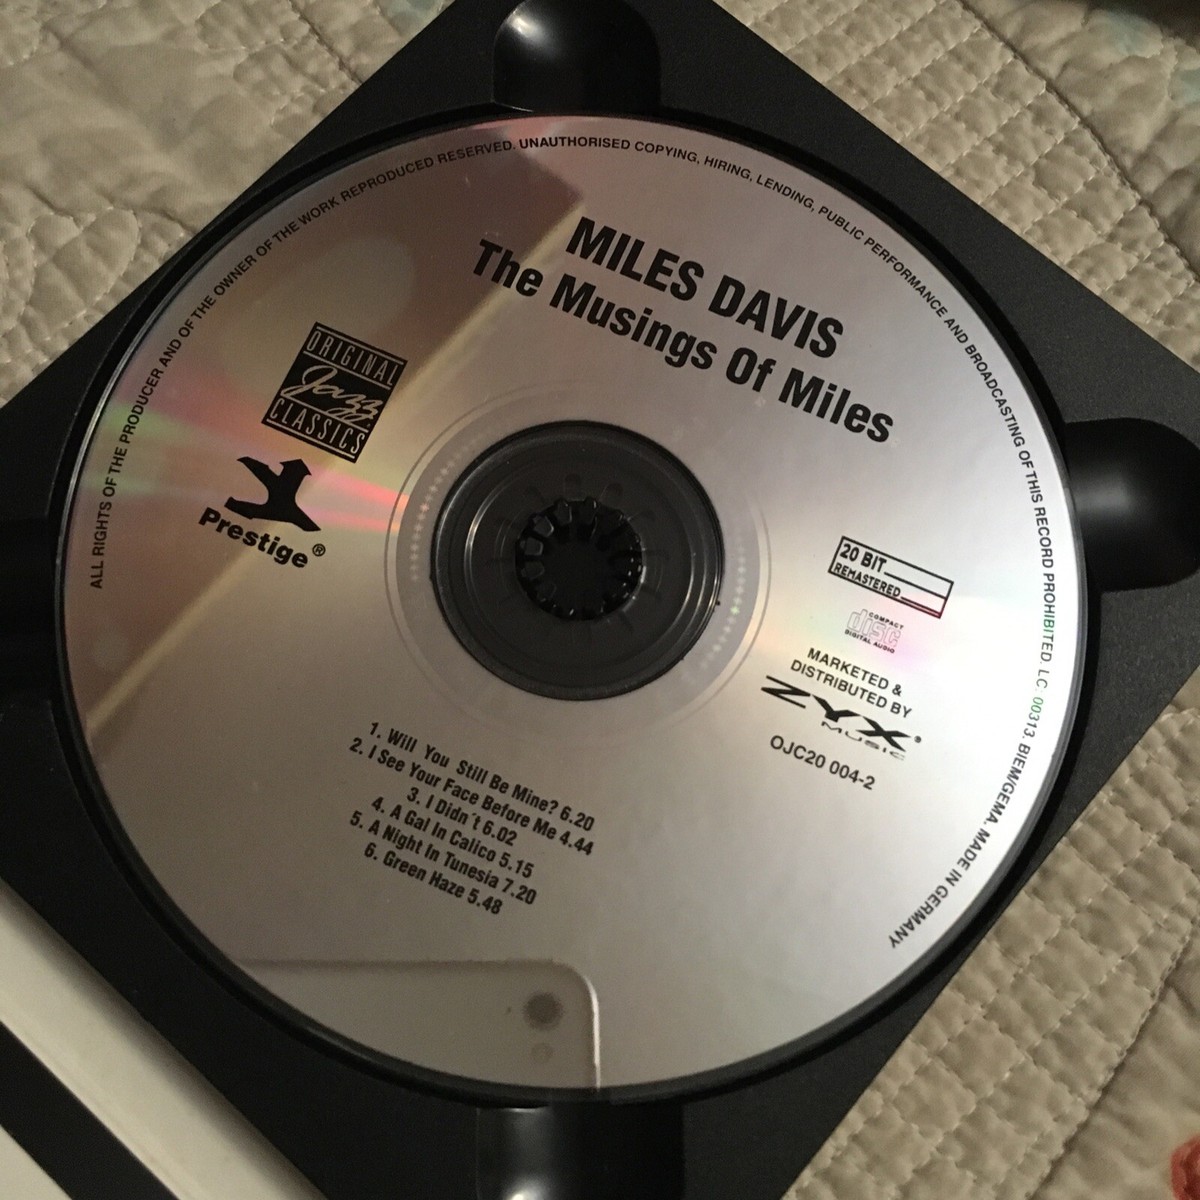 ALL RIGHTS OF THE PRODUCER AND OF THE OWNER OF THE WORK REPRODUCED RESERVED. UNAUTHORISED COPYING, HIRING, LENDING, PUBLIC PERFORMANCE AND BROADCASTING OF THIS RECORD PROHIBITED. LC 00313. BIEM/GEMA. MADE IN GERMANY
MILES DAVIS
The Musings Of Miles
ORIGINAL
Jazz
CLASSICS
Prestige®
20 BIT
REMASTERED
COMPACT
disc
DIGITAL AUDIO
MARKETED &
DISTRIBUTED BY
ZYX®
MUSIC
OJC20 004-2
1. Will You Still Be Mine? 6.20
2. I See Your Face Before Me 4.44
3. I Didn´t 6.02
4. A Gal In Calico 5.15
5. A Night In Tunesia 7.20
6. Green Haze 5.48